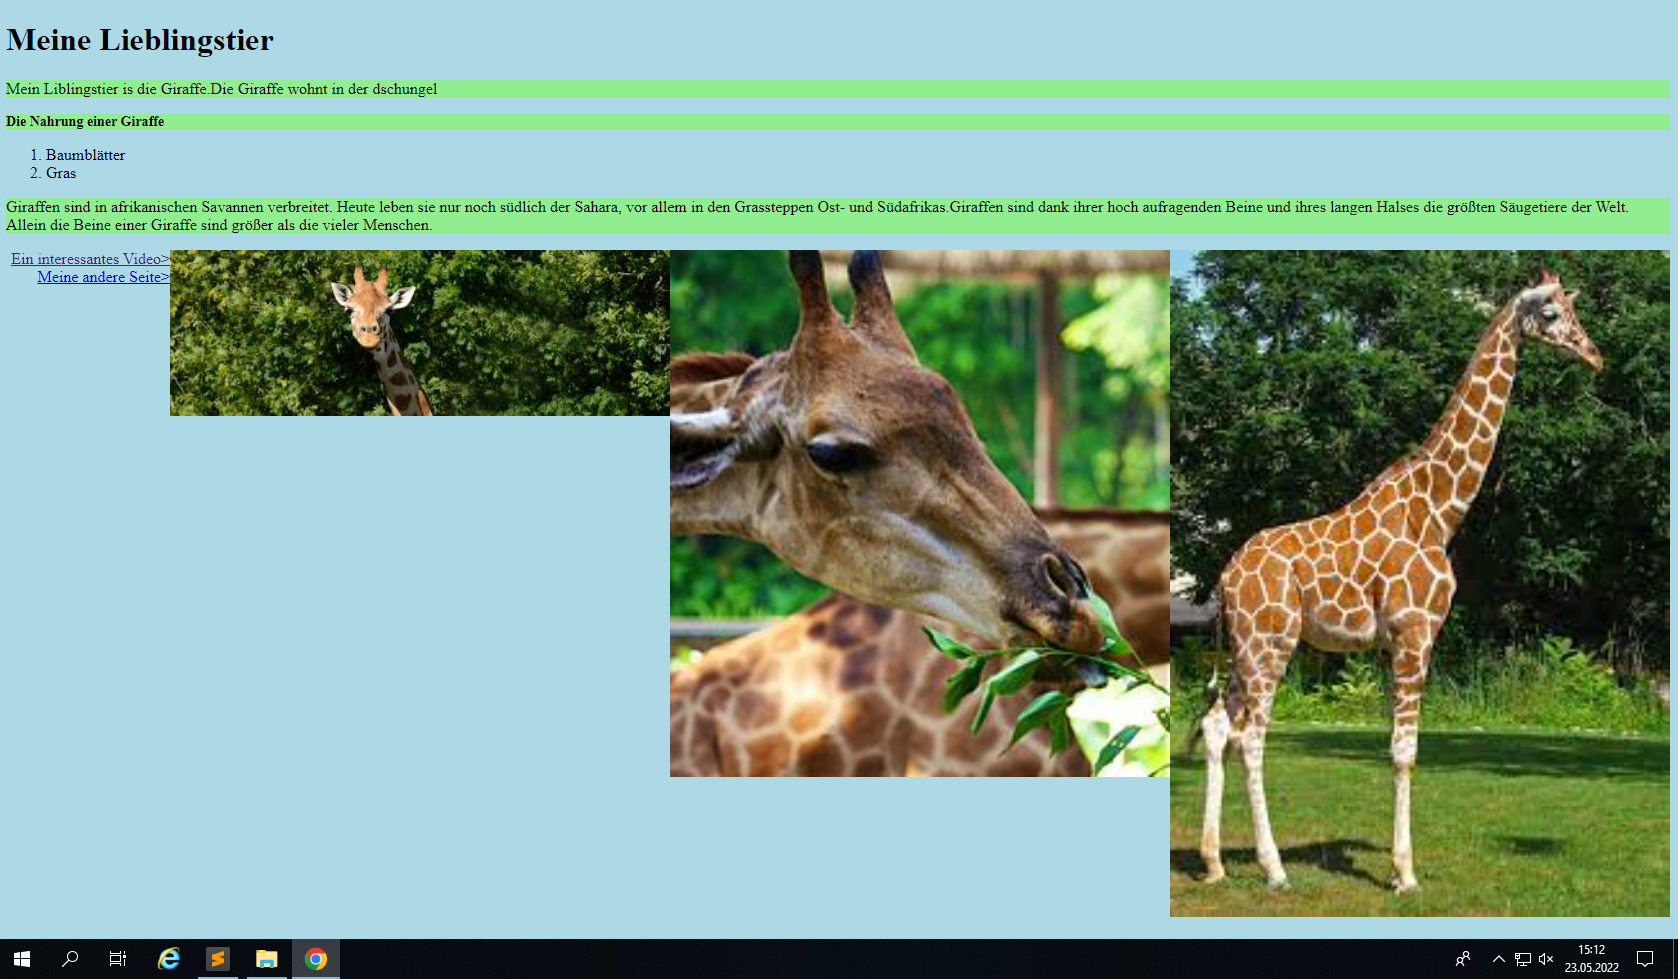 Meine Lieblingstier
Mein Liblingstier is die Giraffe.Die Giraffe wohnt in der dschungel
Die Nahrung einer Giraffe
1. Baumblätter
2. Gras
Giraffen sind in afrikanischen Savannen verbreitet. Heute leben sie nur noch südlich der Sahara, vor allem in den Grassteppen Ost- und Südafrikas.Giraffen sind dank ihrer hoch aufragenden Beine und ihres langen Halses die größten Säugetiere der Welt.
Allein die Beine einer Giraffe sind größer als die vieler Menschen.
Ein interessantes Video>
Meine andere Seite>
15:12
23.05.2022